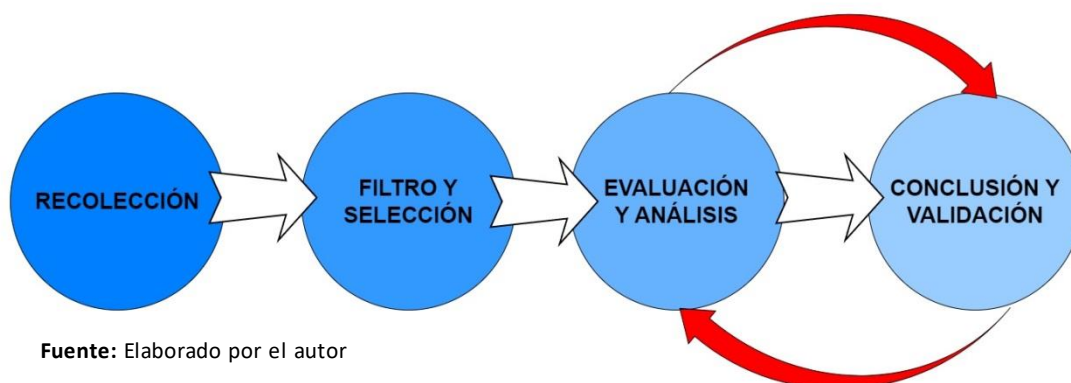 RECOLECCIÓN
FILTRO Y
SELECCIÓN
EVALUACIÓN
Y ANÁLISIS
CONCLUSIÓN Y
VALIDACIÓN
Fuente: Elaborado por el autor